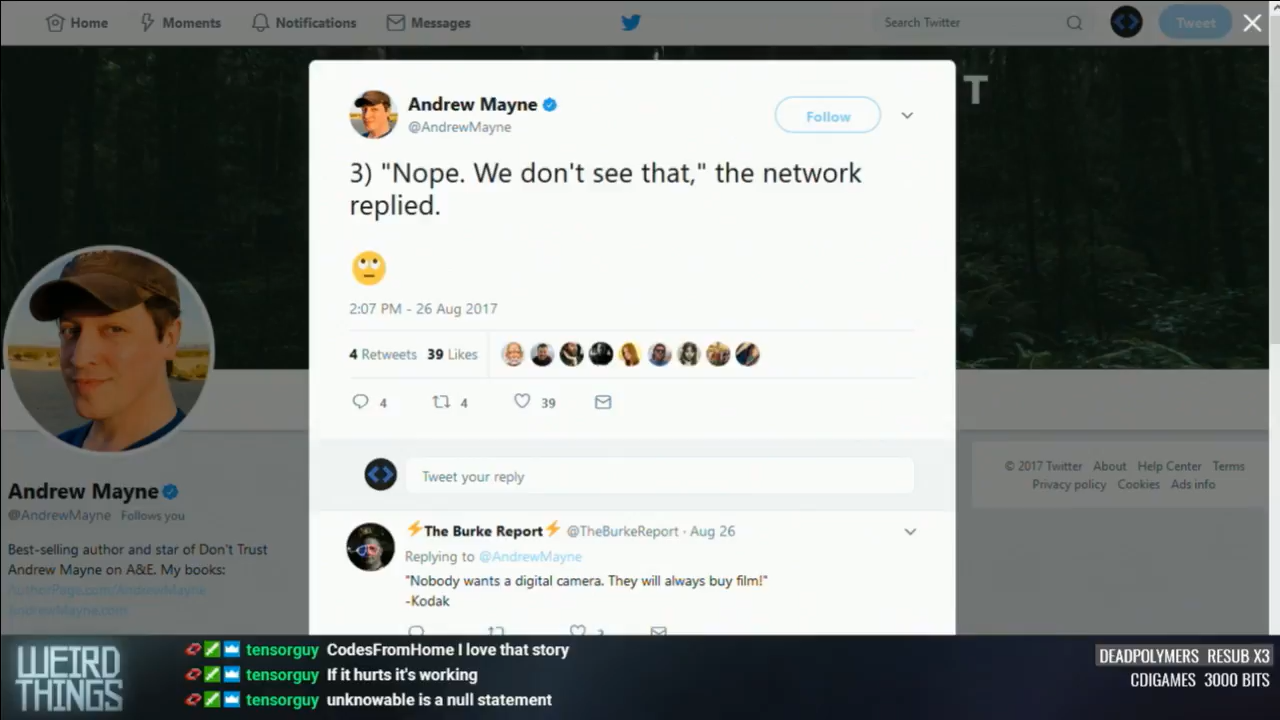 Home
Moments
Notifications
Messages
Search Twitter
Tweet
T
Andrew Mayne
@AndrewMayne
Follow
3) "Nope. We don't see that," the network
replied.
2:07 PM - 26 Aug 2017
4 Retweets 39 Likes
4
4
39
Tweet your reply
⚡The Burke Report⚡ @TheBurkeReport · Aug 26
Replying to @AndrewMayne
"Nobody wants a digital camera. They will always buy film!"
-Kodak
Andrew Mayne
@AndrewMayne Follows you
Best-selling author and star of Don't Trust
Andrew Mayne on A&E. My books:
© 2017 Twitter About Help Center Terms
Privacy policy Cookies Ads info
WEIRD
THINGS
tensorguy CodesFromHome I love that story
tensorguy If it hurts it's working
tensorguy unknowable is a null statement
DEADPOLYMERS RESUB X3
CDIGAMES 3000 BITS